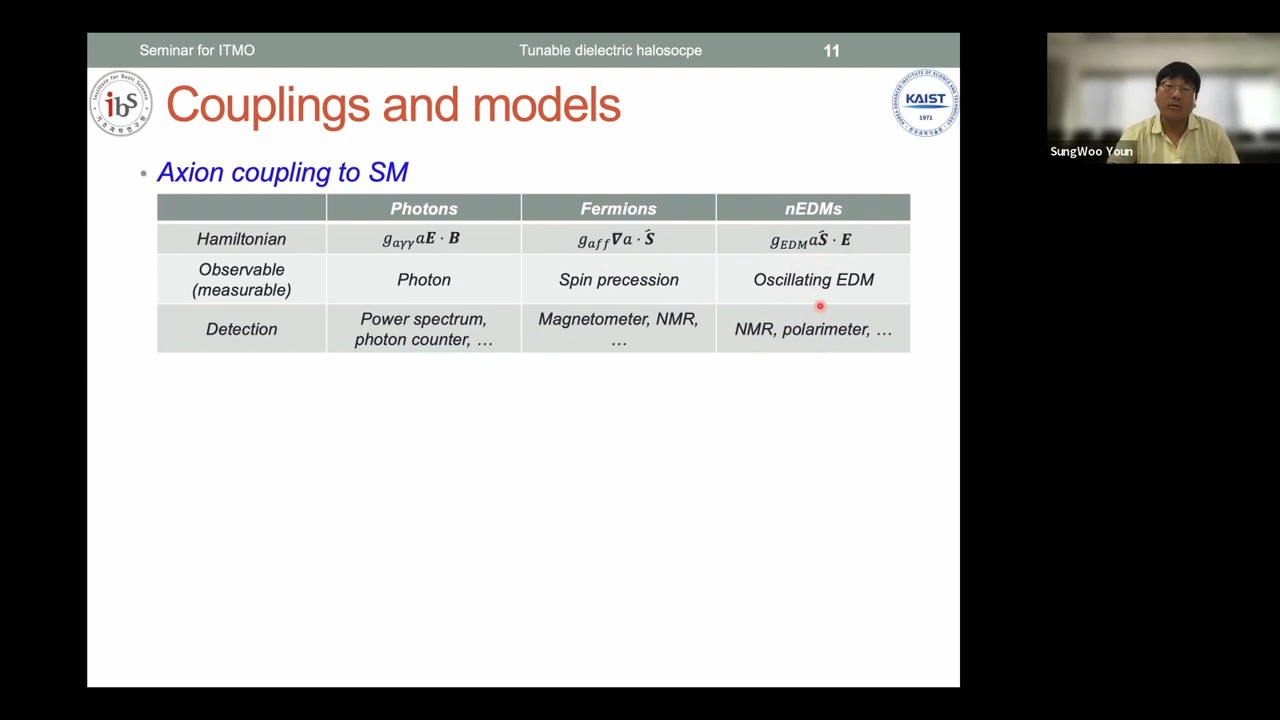 Seminar for ITMO
Tunable dielectric halosocpe
11
ibS
KAIST
1971
Couplings and models
SungWoo Youn
• Axion coupling to SM
Photons Fermions nEDMs
Hamiltonian g_{aγγ}aE · B g_{aff}∇a · Ś g_{EDM}aŚ · E
Observable
(measurable)
Photon Spin precession Oscillating EDM
Detection
Power spectrum,
photon counter, …
Magnetometer, NMR,
…
NMR, polarimeter, …